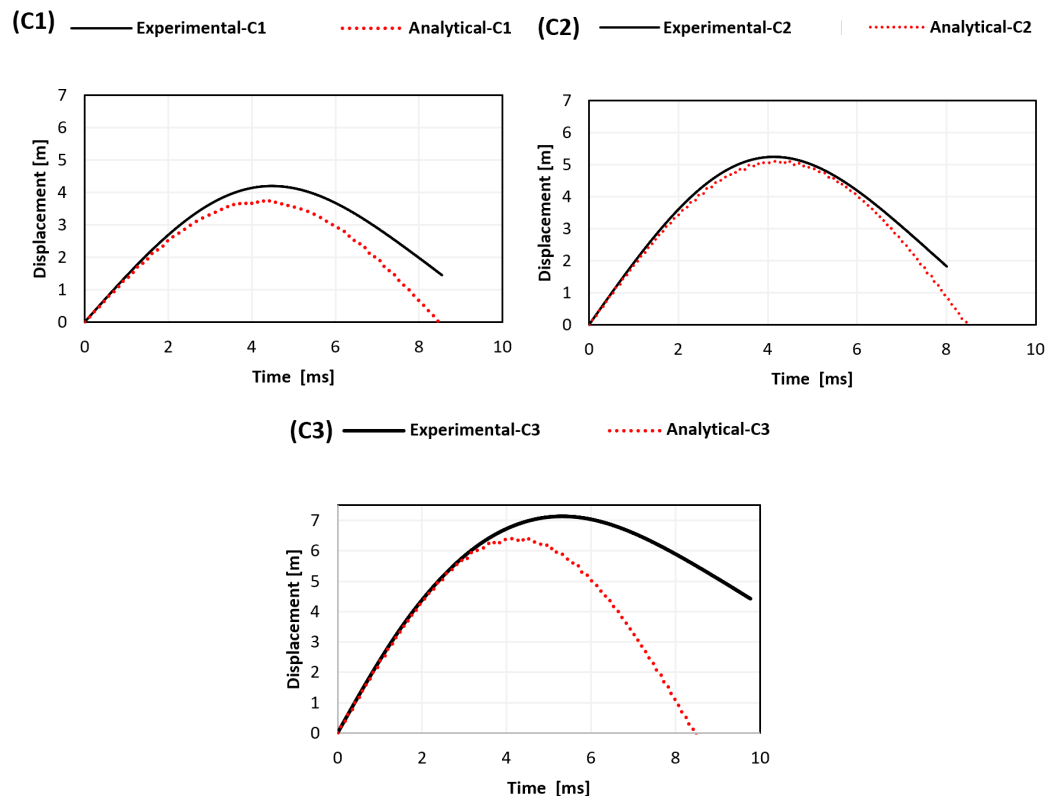 (C1) Experimental-C1 Analytical-C1
(C2) Experimental-C2 Analytical-C2
7
6
5
4
3
2
1
0
Displacement [m]
0 2 4 6 8 10
Time [ms]
7
6
5
4
3
2
1
0
Displacement [m]
0 2 4 6 8 10
Time [ms]
(C3) Experimental-C3 Analytical-C3
7
6
5
4
3
2
1
0
Displacement [m]
0 2 4 6 8 10
Time [ms]